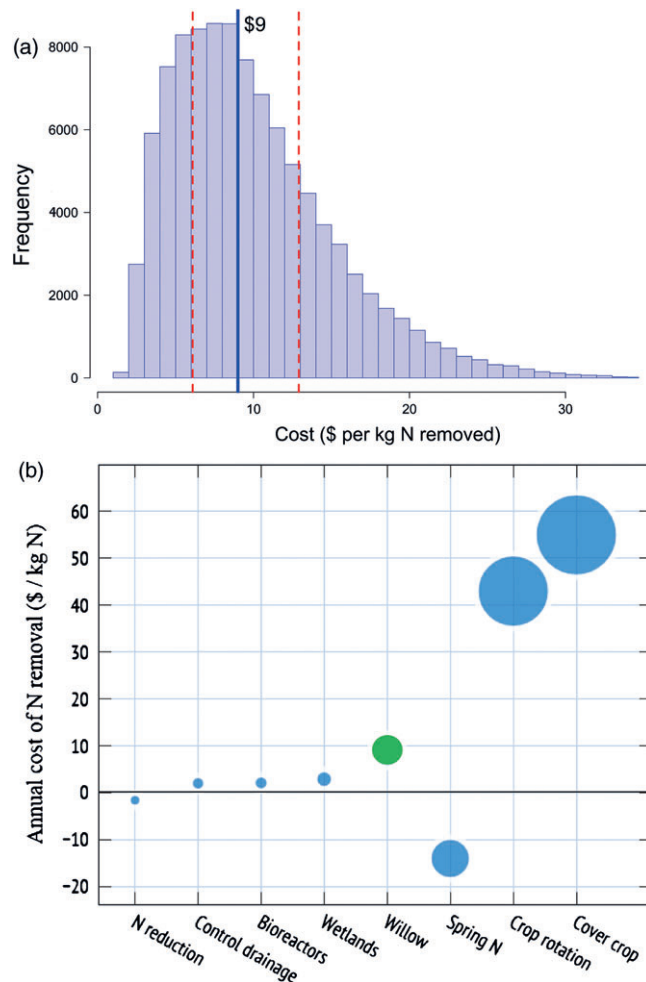 (a)
$9
8000
6000
4000
2000
0
Frequency
0 10 20 30
Cost ($ per kg N removed)
(b)
60
50
40
30
20
10
0
-10
-20
Annual cost of N removal ($ / kg N)
N reduction
Control drainage
Bioreactors
Wetlands
Willow
Spring N
Crop rotation
Cover crop